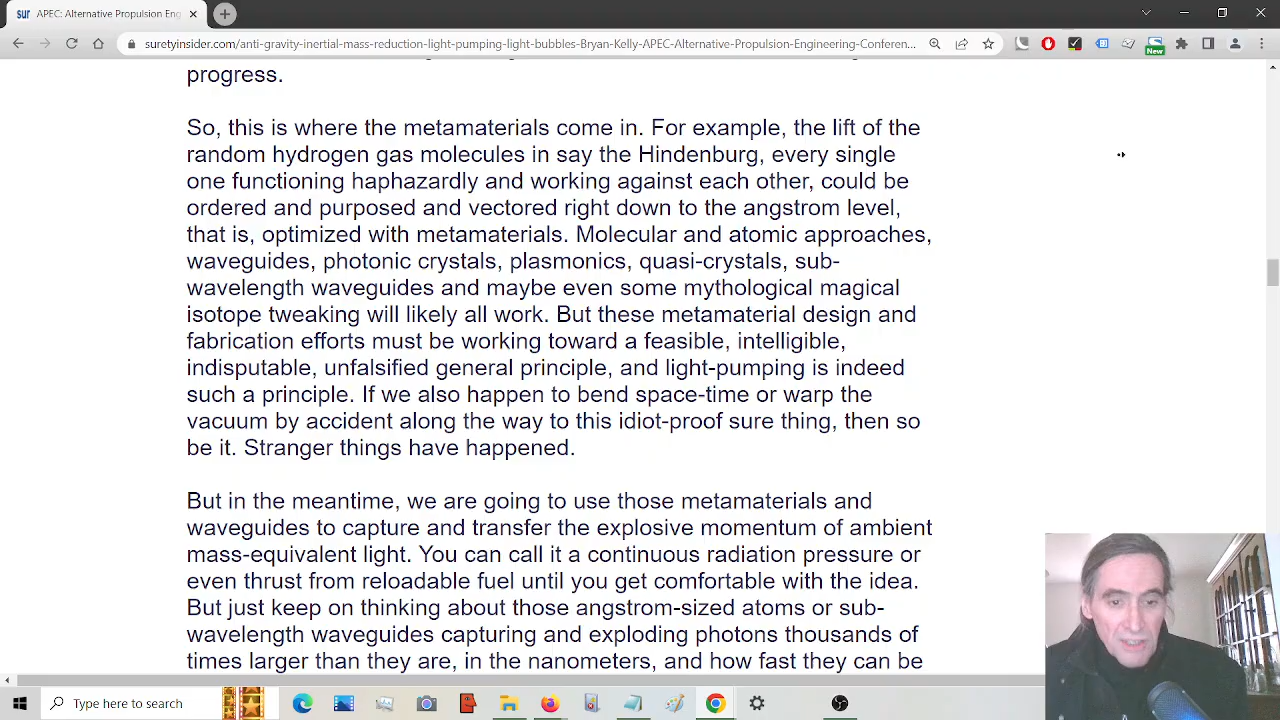 sur APEC: Alternative Propulsion Eng
suretyinsider.com/anti-gravity-inertial-mass-reduction-light-pumping-light-bubbles-Bryan-Kelly-APEC-Alternative-Propulsion-Engineering-Conferen...
New
progress.
So, this is where the metamaterials come in. For example, the lift of the
random hydrogen gas molecules in say the Hindenburg, every single
one functioning haphazardly and working against each other, could be
ordered and purposed and vectored right down to the angstrom level,
that is, optimized with metamaterials. Molecular and atomic approaches,
waveguides, photonic crystals, plasmonics, quasi-crystals, sub-
wavelength waveguides and maybe even some mythological magical
isotope tweaking will likely all work. But these metamaterial design and
fabrication efforts must be working toward a feasible, intelligible,
indisputable, unfalsified general principle, and light-pumping is indeed
such a principle. If we also happen to bend space-time or warp the
vacuum by accident along the way to this idiot-proof sure thing, then so
be it. Stranger things have happened.
But in the meantime, we are going to use those metamaterials and
waveguides to capture and transfer the explosive momentum of ambient
mass-equivalent light. You can call it a continuous radiation pressure or
even thrust from reloadable fuel until you get comfortable with the idea.
But just keep on thinking about those angstrom-sized atoms or sub-
wavelength waveguides capturing and exploding photons thousands of
times larger than they are, in the nanometers, and how fast they can be
Type here to search